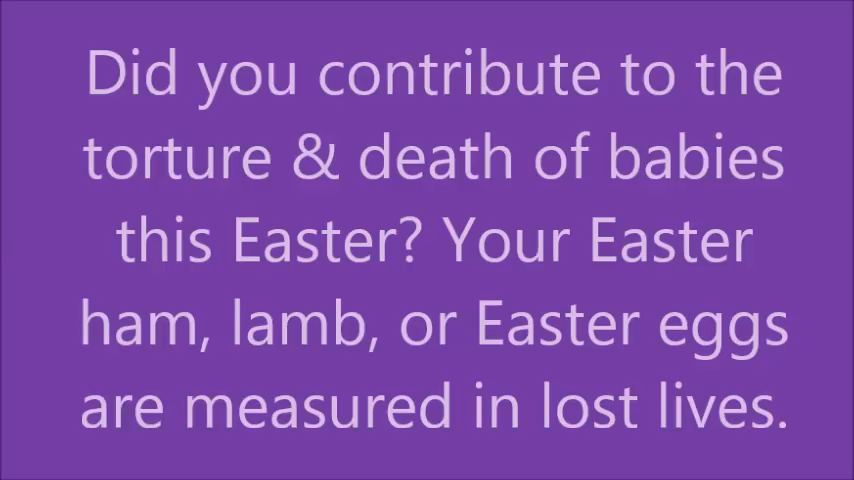 Did you contribute to the
torture & death of babies
this Easter? Your Easter
ham, lamb, or Easter eggs
are measured in lost lives.